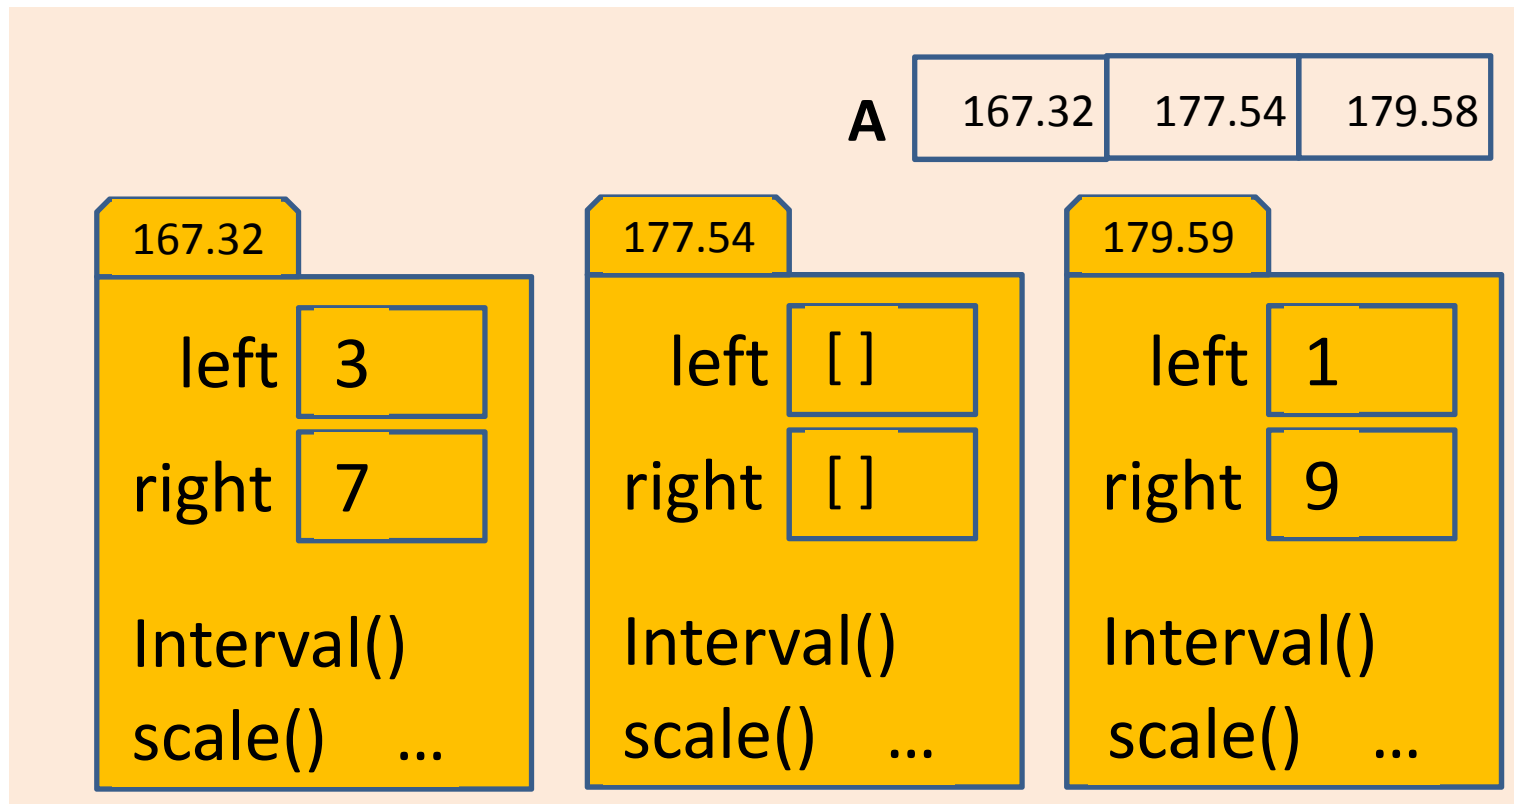 A 167.32 177.54 179.58
167.32 177.54 179.59
left 3 left [ ] left 1
right 7 right [ ] right 9
Interval() Interval() Interval()
scale() ... scale() ... scale() ...